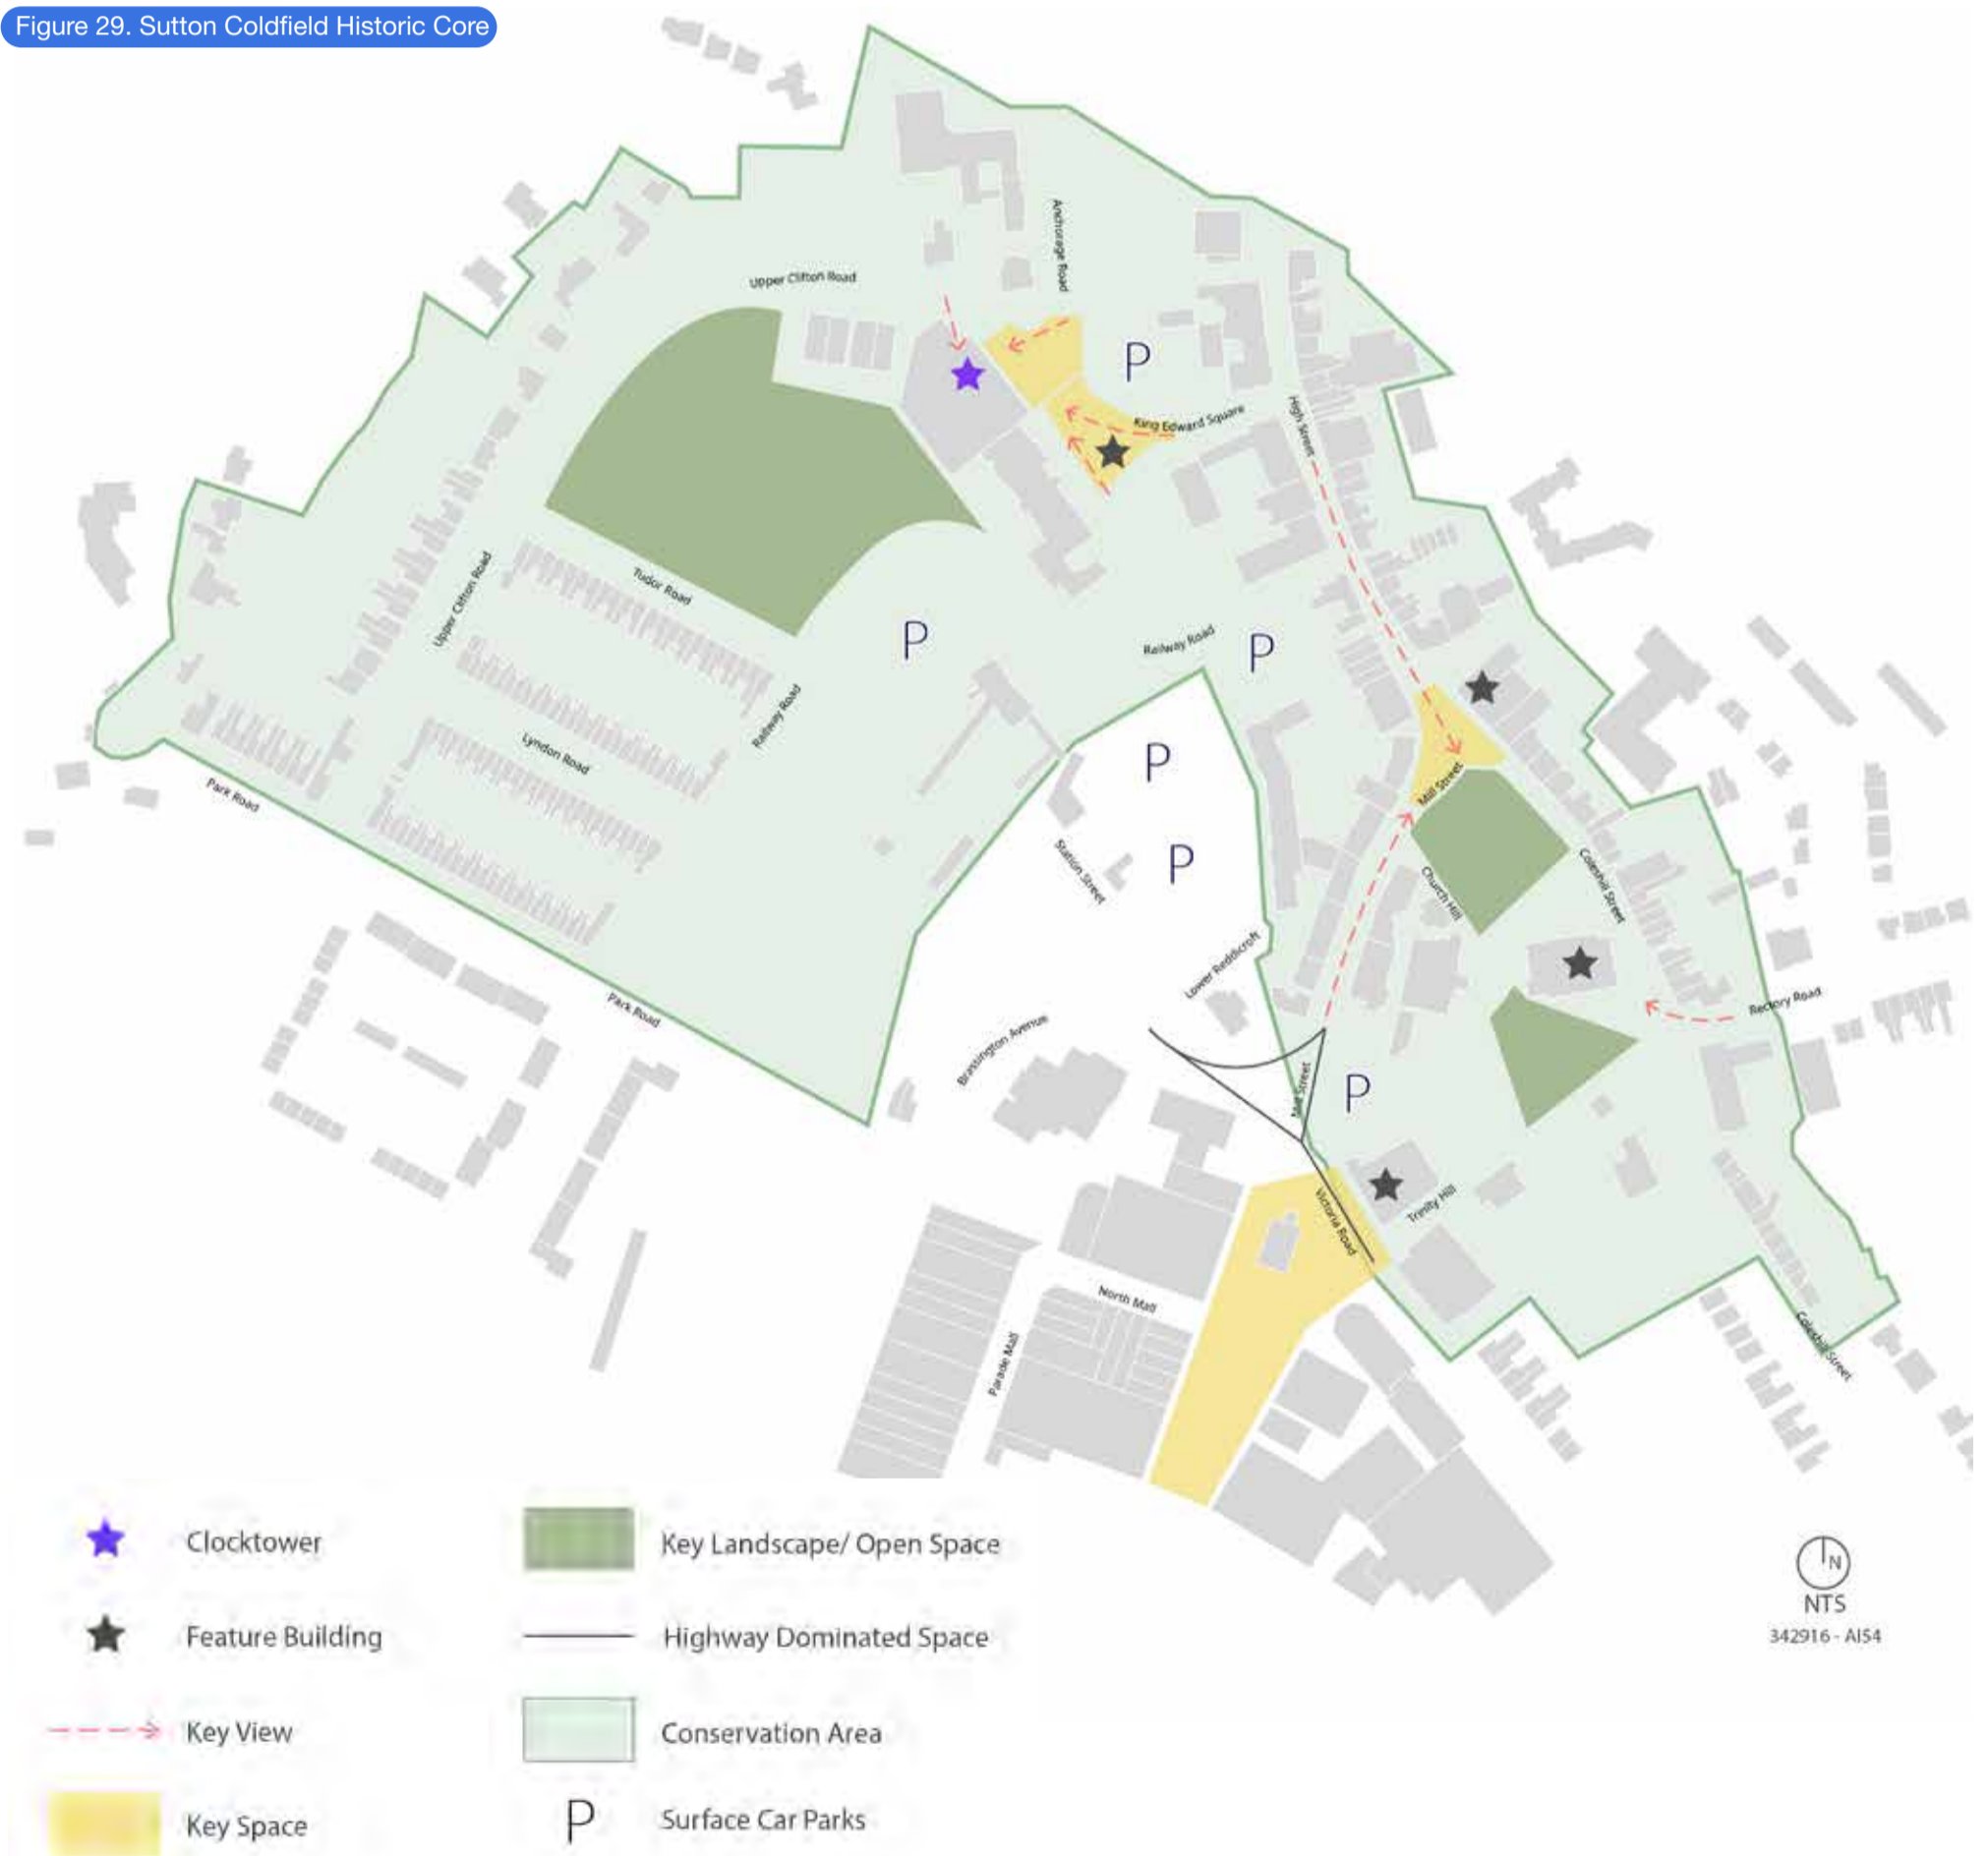 Figure 29. Sutton Coldfield Historic Core
Anchorage Road
Upper Clifton Road
P
King Edward Square
High Street
Upper Clifton Road
Tudor Road
P
Railway Road
P
Railway Road
Lyndon Road
P
Mill Street
Park Road
Station Street
P
Church Hill
Coleshill Street
Lower Reddicroft
Rectory Road
Park Road
Brassington Avenue
Mill Street
P
Victoria Road
Trinity Hill
North Mall
Parade Mall
Coleshill Street
Clocktower
Key Landscape/ Open Space
Feature Building
Highway Dominated Space
Key View
Conservation Area
Key Space
P
Surface Car Parks
N
NTS
342916 - AI54